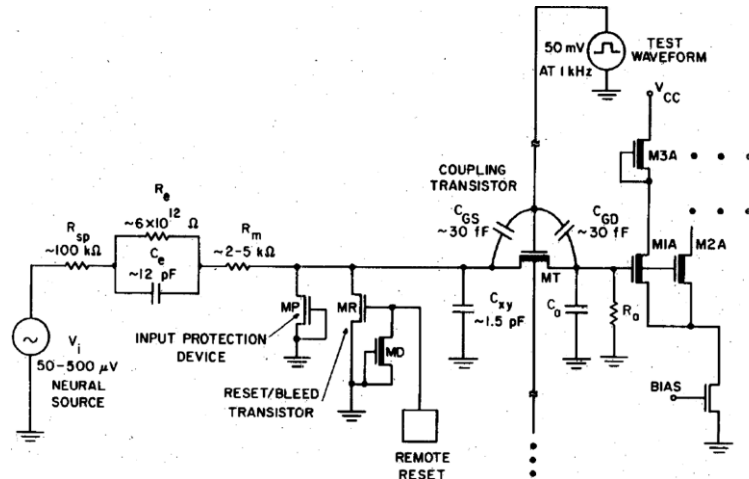 50 mV
AT 1 kHz
TEST
WAVEFORM
V_CC
M3A
COUPLING
TRANSISTOR
C_GS
~30 fF
C_GD
~30 fF
R_e
~6×10^12 Ω
C_e
~12 pF
R_sp
~100 kΩ
R_m
~2-5 kΩ
M1A
M2A
MT
MP
MR
MD
C_xy
~1.5 pF
C_a
R_a
V_i
50-500 μV
NEURAL
SOURCE
INPUT PROTECTION
DEVICE
RESET/BLEED
TRANSISTOR
BIAS
REMOTE
RESET